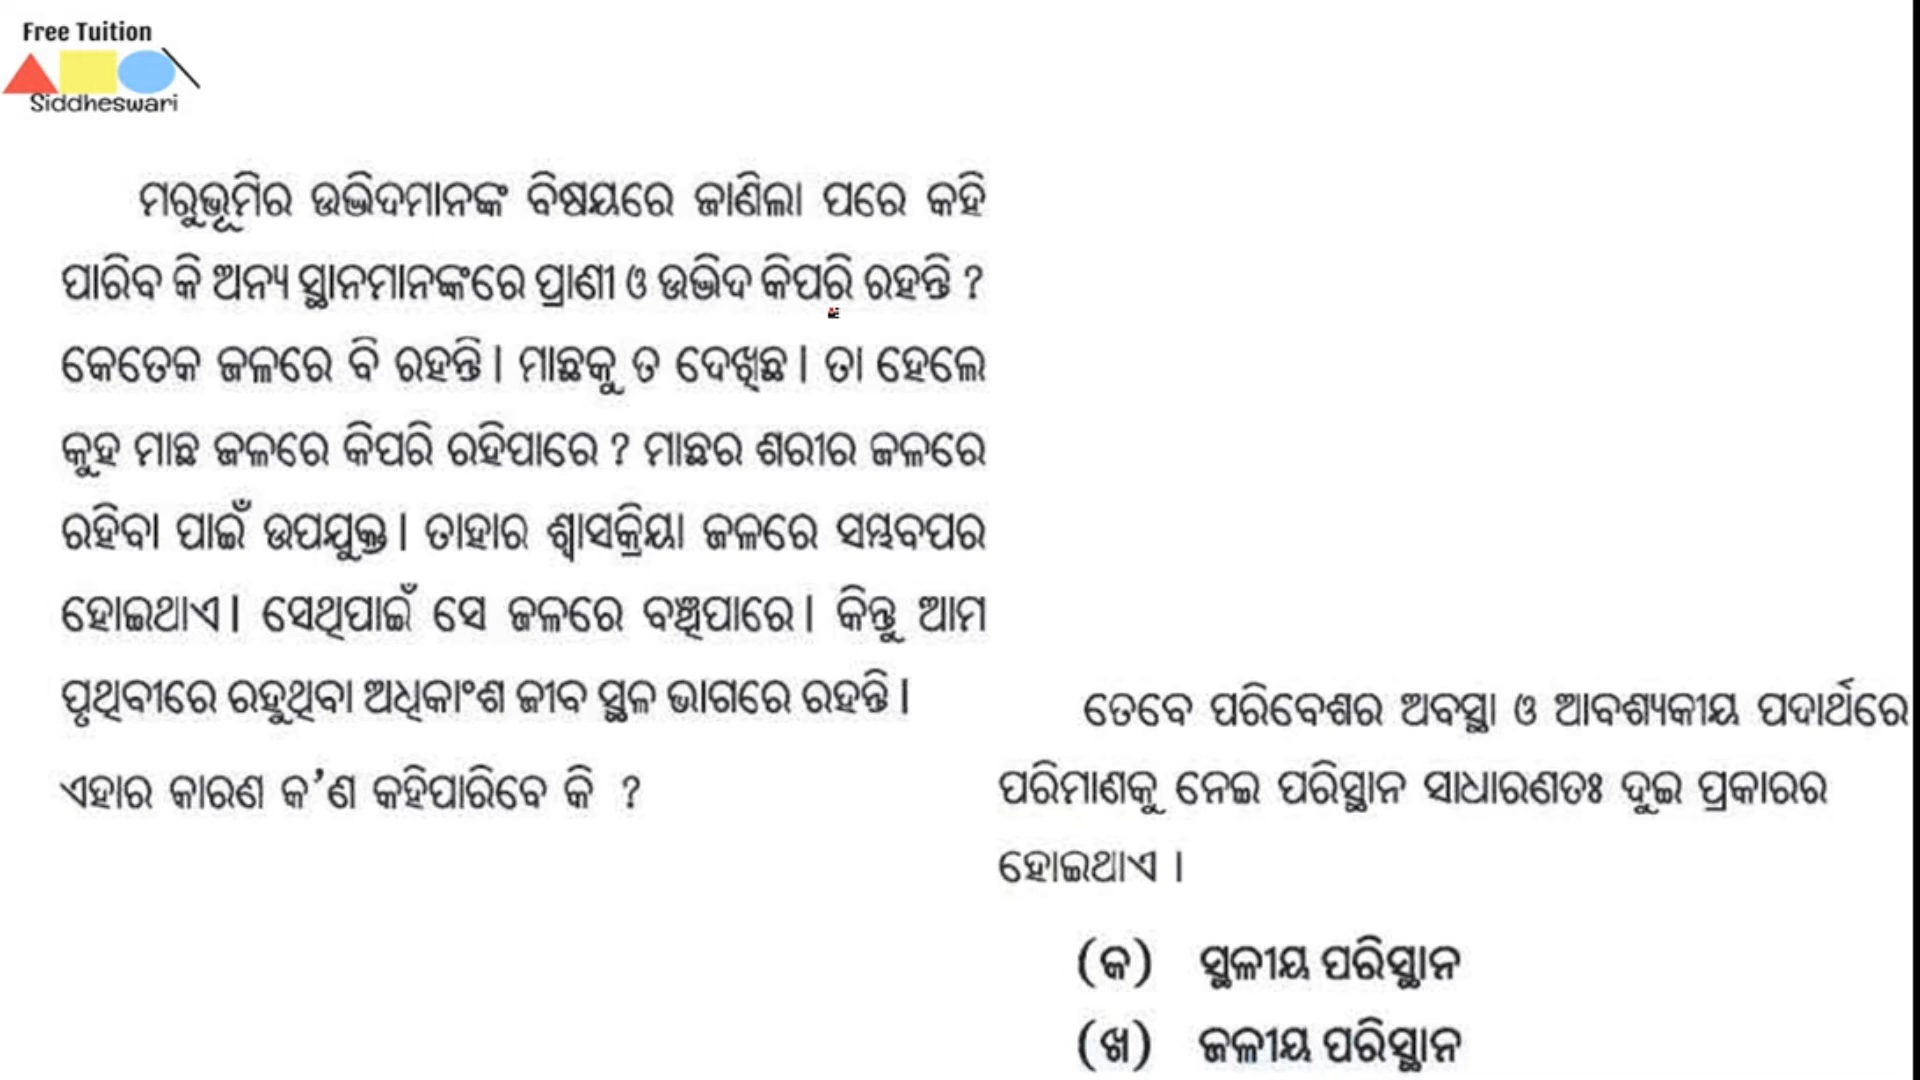 Free Tuition
Siddheswari
ମରୁଭୂମିର ଉଦ୍ଭିଦମାନଙ୍କ ବିଷୟରେ ଜାଣିଲା ପରେ କହି
ପାରିବ କି ଅନ୍ୟ ସ୍ଥାନମାନଙ୍କରେ ପ୍ରାଣୀ ଓ ଉଦ୍ଭିଦ କିପରି ରହନ୍ତି ?
କେତେକ ଜଳରେ ବି ରହନ୍ତି। ମାଛକୁ ତ ଦେଖିଛ। ତା ହେଲେ
କୁହ ମାଛ ଜଳରେ କିପରି ରହିପାରେ ? ମାଛର ଶରୀର ଜଳରେ
ରହିବା ପାଇଁ ଉପଯୁକ୍ତ। ତାହାର ଶ୍ୱାସକ୍ରିୟା ଜଳରେ ସମ୍ଭବପର
ହୋଇଥାଏ। ସେଥିପାଇଁ ସେ ଜଳରେ ବଞ୍ଚିପାରେ। କିନ୍ତୁ ଆମ
ପୃଥିବୀରେ ରହୁଥିବା ଅଧିକାଂଶ ଜୀବ ସ୍ଥଳ ଭାଗରେ ରହନ୍ତି।
ଏହାର କାରଣ କ'ଣ କହିପାରିବେ କି ?
ତେବେ ପରିବେଶର ଅବସ୍ଥା ଓ ଆବଶ୍ୟକୀୟ ପଦାର୍ଥରେ
ପରିମାଣକୁ ନେଇ ପରିସ୍ଥାନ ସାଧାରଣତଃ ଦୁଇ ପ୍ରକାରର
ହୋଇଥାଏ ।
(କ) ସ୍ଥଳୀୟ ପରିସ୍ଥାନ
(ଖ) ଜଳୀୟ ପରିସ୍ଥାନ